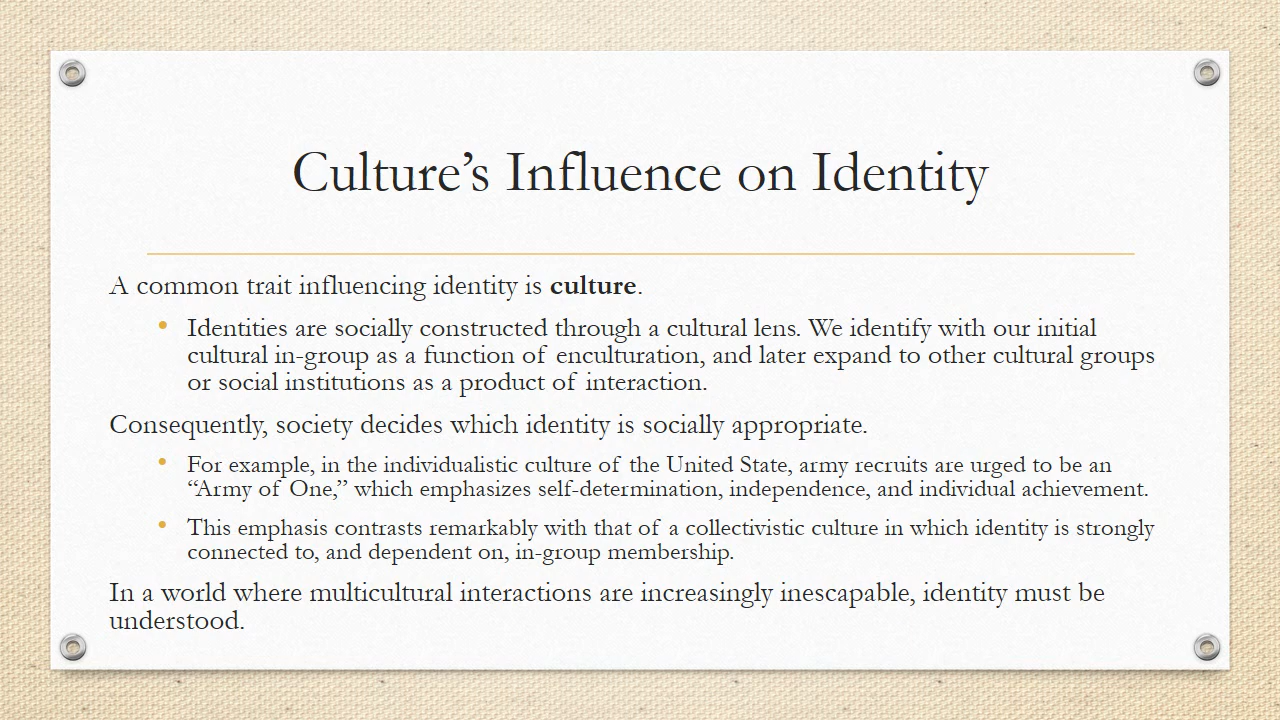 Culture’s Influence on Identity
A common trait influencing identity is culture.
• Identities are socially constructed through a cultural lens. We identify with our initial
cultural in-group as a function of enculturation, and later expand to other cultural groups
or social institutions as a product of interaction.
Consequently, society decides which identity is socially appropriate.
• For example, in the individualistic culture of the United State, army recruits are urged to be an
“Army of One,” which emphasizes self-determination, independence, and individual achievement.
• This emphasis contrasts remarkably with that of a collectivistic culture in which identity is strongly
connected to, and dependent on, in-group membership.
In a world where multicultural interactions are increasingly inescapable, identity must be
understood.